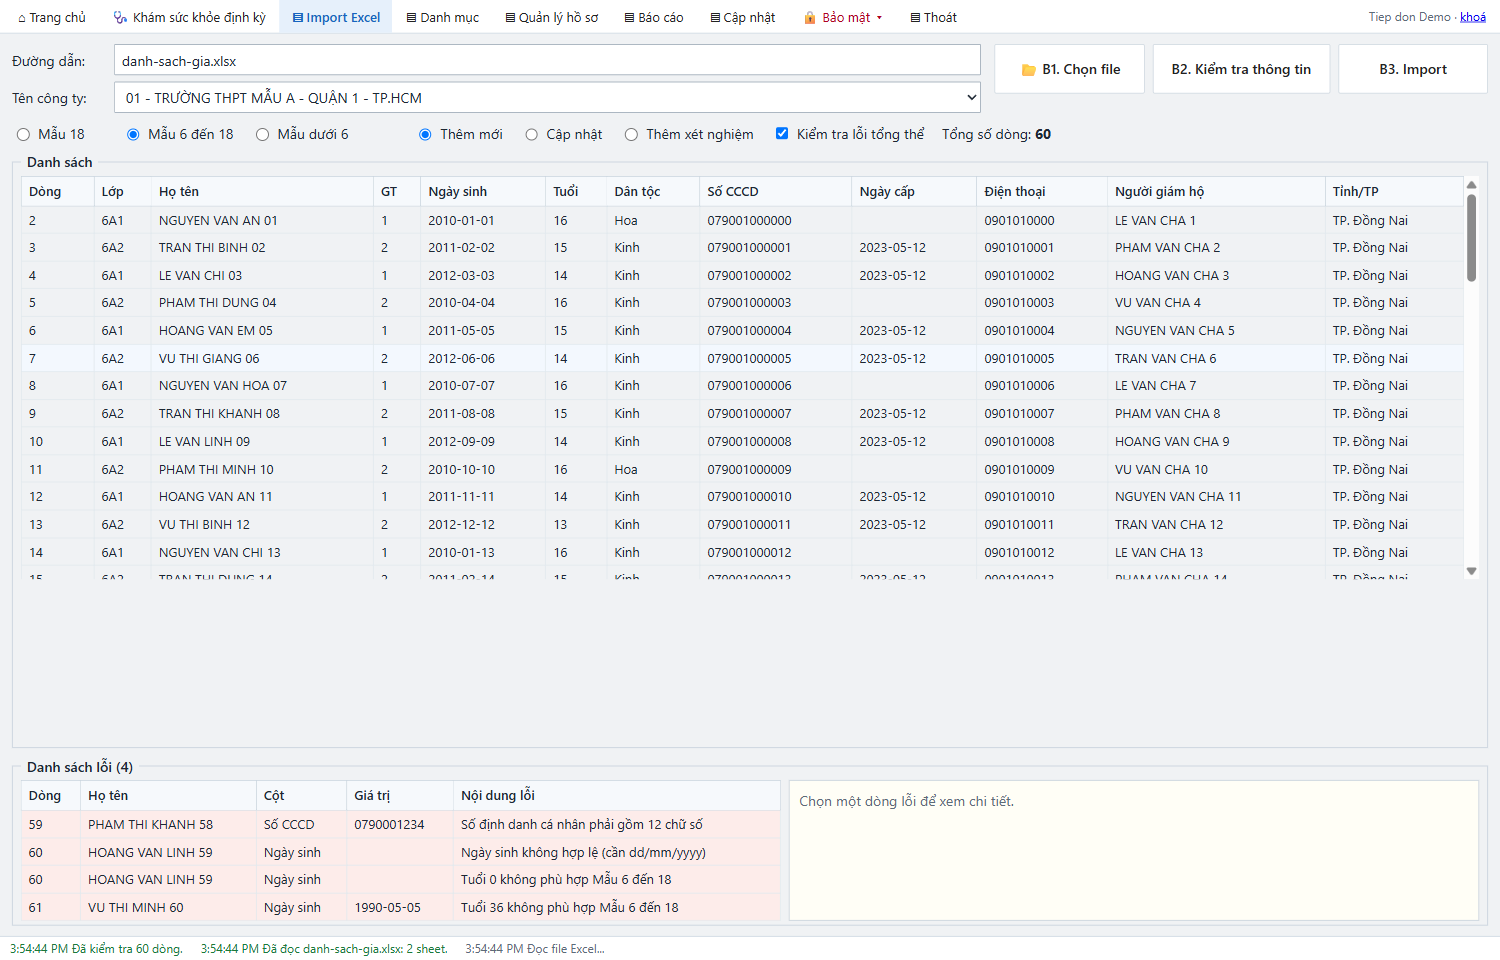 Trang chủ Khám sức khỏe định kỳ Import Excel Danh mục Quản lý hồ sơ Báo cáo Cập nhật Bảo mật Thoát Tiep don Demo · khoá
Đường dẫn: danh-sach-gia.xlsx B1. Chọn file B2. Kiểm tra thông tin B3. Import
Tên công ty: 01 - TRƯỜNG THPT MẪU A - QUẬN 1 - TP.HCM
Mẫu 18 Mẫu 6 đến 18 Mẫu dưới 6 Thêm mới Cập nhật Thêm xét nghiệm Kiểm tra lỗi tổng thể Tổng số dòng: 60
Danh sách
Dòng Lớp Họ tên GT Ngày sinh Tuổi Dân tộc Số CCCD Ngày cấp Điện thoại Người giám hộ Tỉnh/TP
2 6A1 NGUYEN VAN AN 01 1 2010-01-01 16 Hoa 079001000000 0901010000 LE VAN CHA 1 TP. Đồng Nai
3 6A2 TRAN THI BINH 02 2 2011-02-02 15 Kinh 079001000001 2023-05-12 0901010001 PHAM VAN CHA 2 TP. Đồng Nai
4 6A1 LE VAN CHI 03 1 2012-03-03 14 Kinh 079001000002 2023-05-12 0901010002 HOANG VAN CHA 3 TP. Đồng Nai
5 6A2 PHAM THI DUNG 04 2 2010-04-04 16 Kinh 079001000003 0901010003 VU VAN CHA 4 TP. Đồng Nai
6 6A1 HOANG VAN EM 05 1 2011-05-05 15 Kinh 079001000004 2023-05-12 0901010004 NGUYEN VAN CHA 5 TP. Đồng Nai
7 6A2 VU THI GIANG 06 2 2012-06-06 14 Kinh 079001000005 2023-05-12 0901010005 TRAN VAN CHA 6 TP. Đồng Nai
8 6A1 NGUYEN VAN HOA 07 1 2010-07-07 16 Kinh 079001000006 0901010006 LE VAN CHA 7 TP. Đồng Nai
9 6A2 TRAN THI KHANH 08 2 2011-08-08 15 Kinh 079001000007 2023-05-12 0901010007 PHAM VAN CHA 8 TP. Đồng Nai
10 6A1 LE VAN LINH 09 1 2012-09-09 14 Kinh 079001000008 2023-05-12 0901010008 HOANG VAN CHA 9 TP. Đồng Nai
11 6A2 PHAM THI MINH 10 2 2010-10-10 16 Hoa 079001000009 0901010009 VU VAN CHA 10 TP. Đồng Nai
12 6A1 HOANG VAN AN 11 1 2011-11-11 14 Kinh 079001000010 2023-05-12 0901010010 NGUYEN VAN CHA 11 TP. Đồng Nai
13 6A2 VU THI BINH 12 2 2012-12-12 13 Kinh 079001000011 2023-05-12 0901010011 TRAN VAN CHA 12 TP. Đồng Nai
14 6A1 NGUYEN VAN CHI 13 1 2010-01-13 16 Kinh 079001000012 0901010012 LE VAN CHA 13 TP. Đồng Nai
15 6A2 TRAN THI DUNG 14 2 2011-02-14 15 Kinh 079001000013 2023-05-12 0901010013 PHAM VAN CHA 14 TP. Đồng Nai
Danh sách lỗi (4)
Dòng Họ tên Cột Giá trị Nội dung lỗi
59 PHAM THI KHANH 58 Số CCCD 0790001234 Số định danh cá nhân phải gồm 12 chữ số
60 HOANG VAN LINH 59 Ngày sinh Ngày sinh không hợp lệ (cần dd/mm/yyyy)
60 HOANG VAN LINH 59 Ngày sinh Tuổi 0 không phù hợp Mẫu 6 đến 18
61 VU THI MINH 60 Ngày sinh 1990-05-05 Tuổi 36 không phù hợp Mẫu 6 đến 18
Chọn một dòng lỗi để xem chi tiết.
3:54:44 PM Đã kiểm tra 60 dòng. 3:54:44 PM Đã đọc danh-sach-gia.xlsx: 2 sheet. 3:54:44 PM Đọc file Excel...